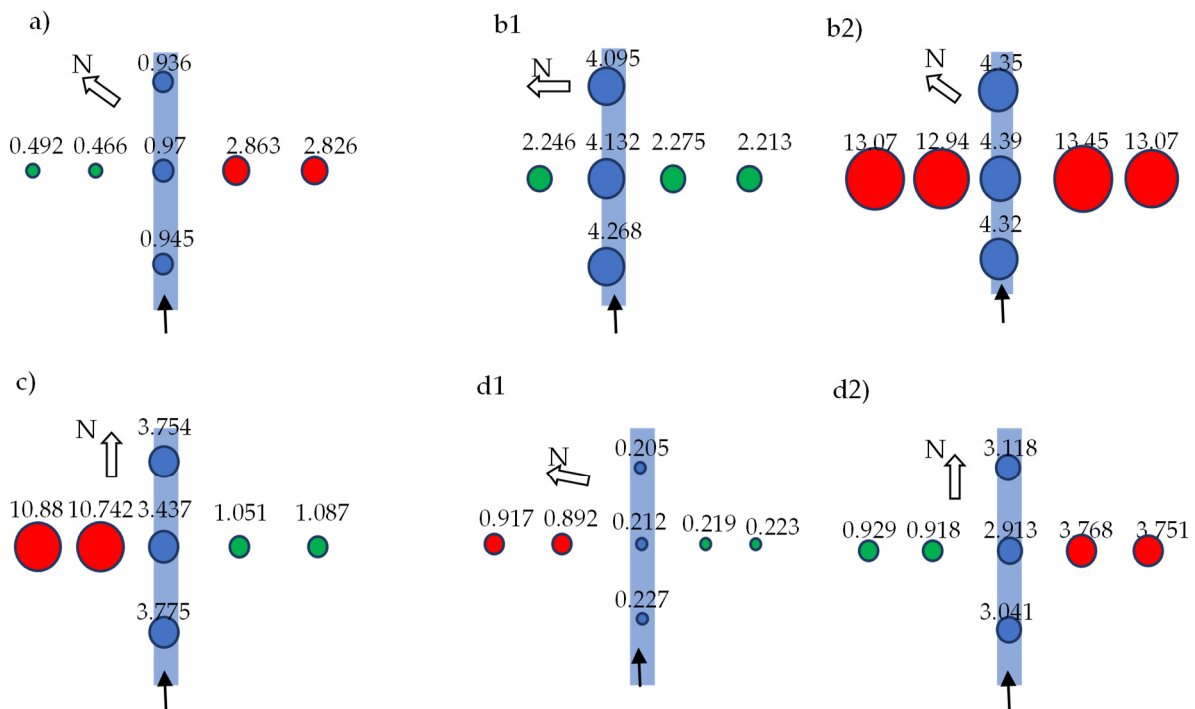 a)
N
0.936
0.492 0.466 0.97 2.863 2.826
0.945
b1
N
4.095
2.246 4.132 2.275 2.213
4.268
b2)
N
4.35
13.07 12.94 4.39 13.45 13.07
4.32
c)
N
3.754
10.88 10.742 3.437 1.051 1.087
3.775
d1
N
0.205
0.917 0.892 0.212 0.219 0.223
0.227
d2)
N
3.118
0.929 0.918 2.913 3.768 3.751
3.041